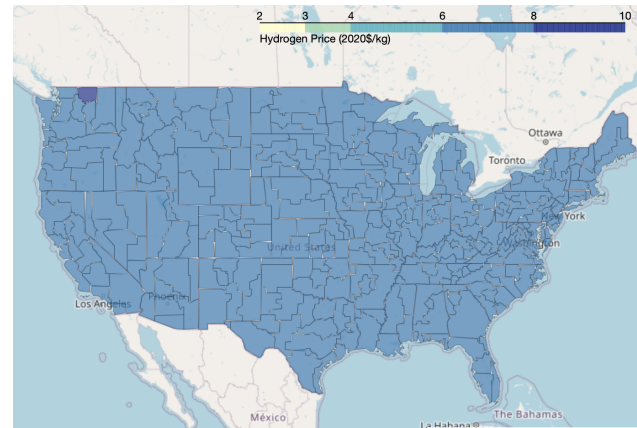 2 3 4 6 8 10
Hydrogen Price (2020$/kg)
Ottawa
Toronto
New York
United States
Washington
Los Angeles
Phoenix
México
The Bahamas
La Habana